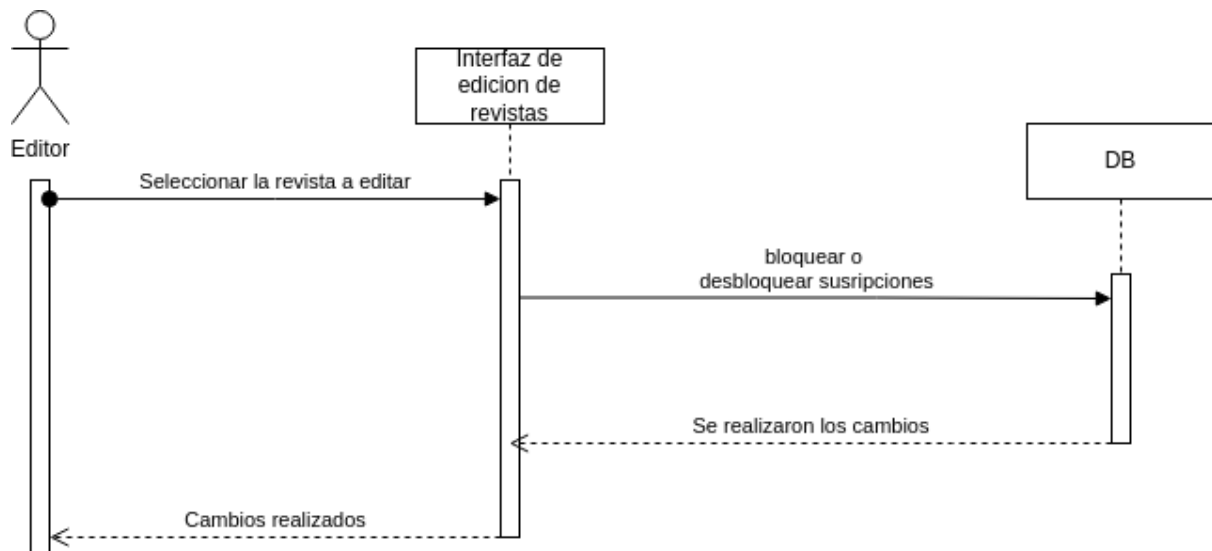 Interfaz de
edicion de
revistas
Editor
DB
Seleccionar la revista a editar
bloquear o
desbloquear susripciones
Se realizaron los cambios
Cambios realizados